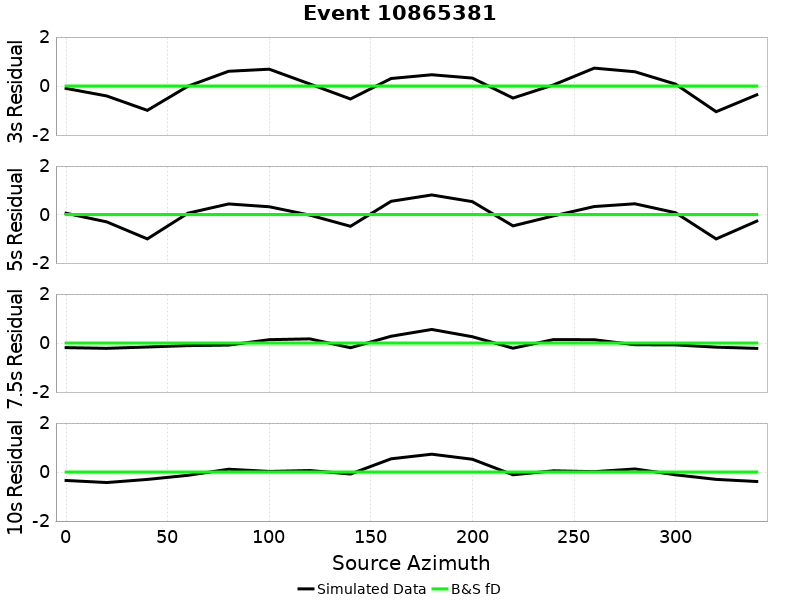 Event 10865381
3s Residual
2
0
-2
5s Residual
2
0
-2
7.5s Residual
2
0
-2
10s Residual
2
0
-2
0 50 100 150 200 250 300
Source Azimuth
Simulated Data B&S fD